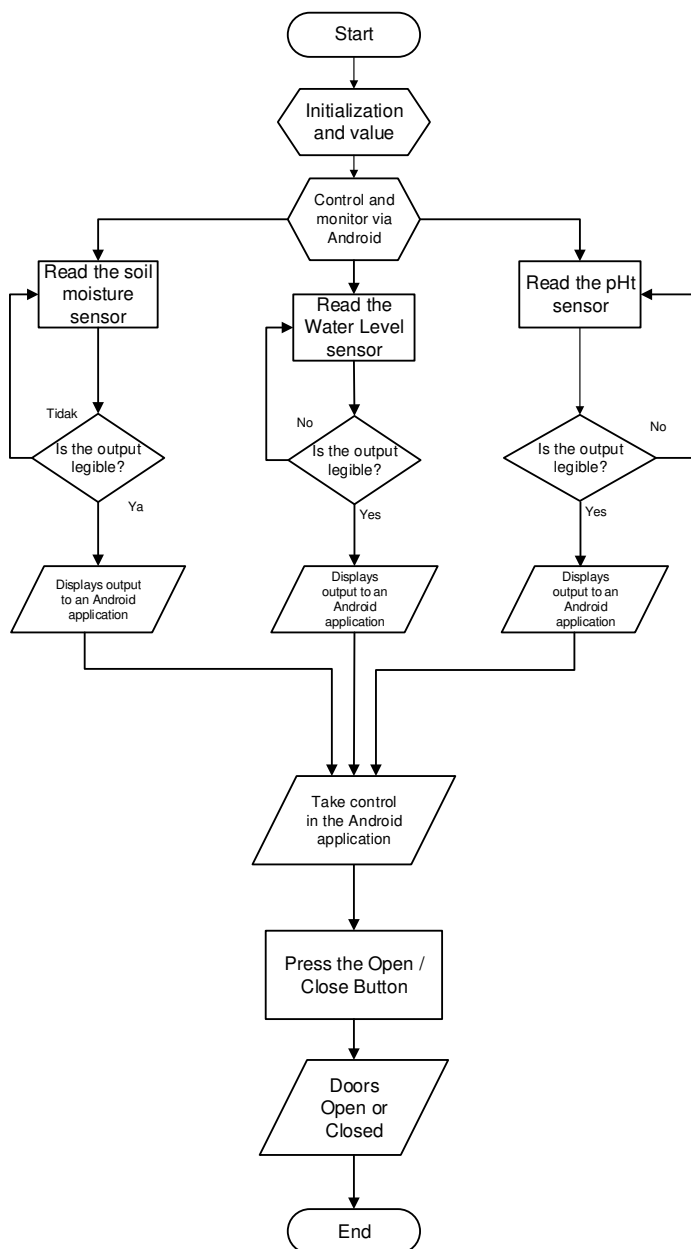 Start
Initialization
and value
Control and
monitor via
Android
Read the soil
moisture
sensor
Read the
Water Level
sensor
Read the pHt
sensor
Tidak
Is the output
legible?
Ya
No
Is the output
legible?
Yes
No
Is the output
legible?
Yes
Displays output
to an Android
application
Displays
output to an
Android
application
Displays
output to an
Android
application
Take control
in the Android
application
Press the Open /
Close Button
Doors
Open or
Closed
End